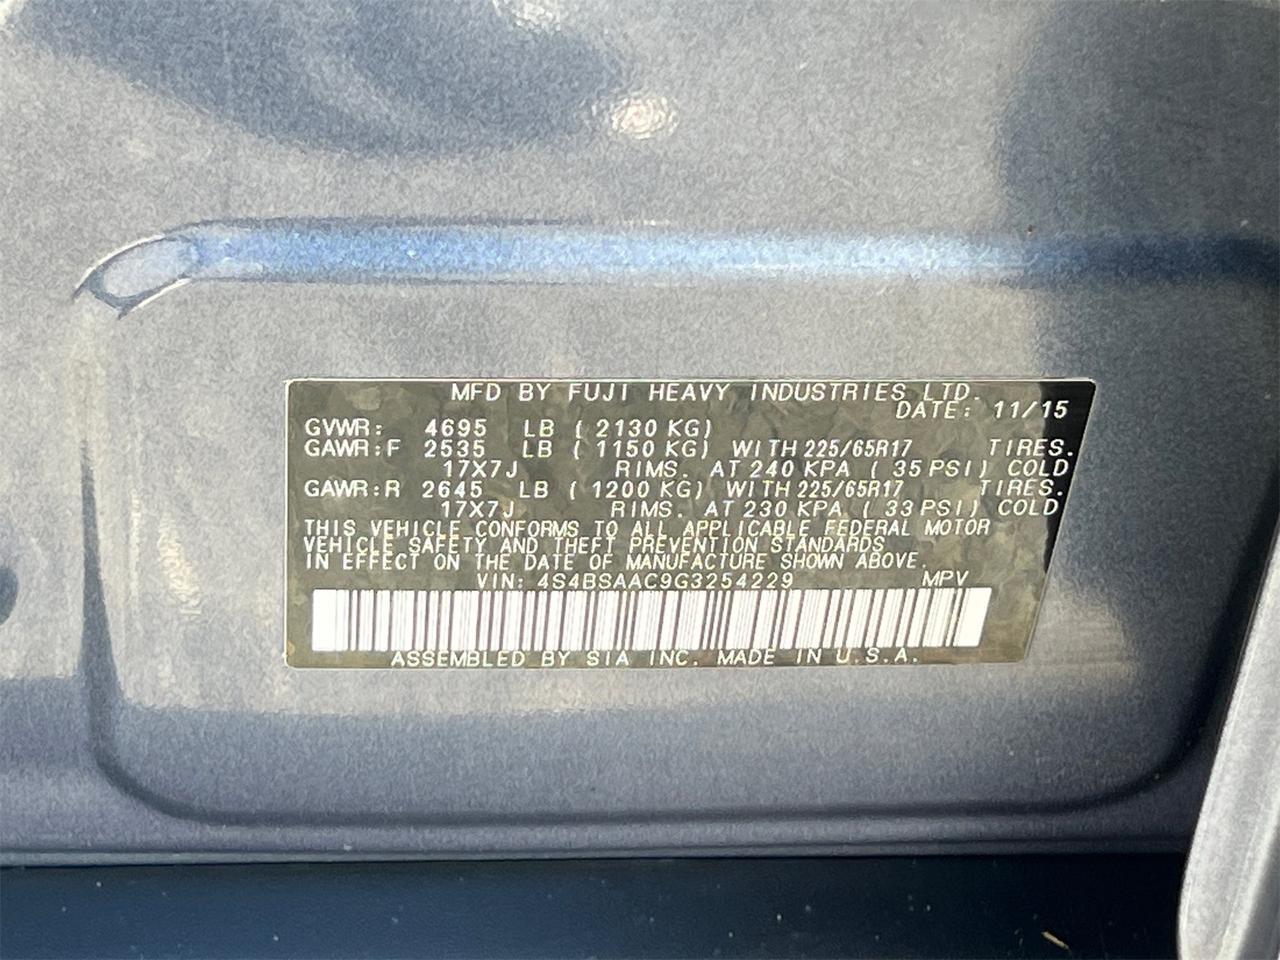 MFD BY FUJI HEAVY INDUSTRIES LTD.
DATE: 11/15
GVWR: 4695 LB (2130 KG)
GAWR:F 2535 LB (1150 KG) WITH 225/65R17 TIRES.
17X7J RIMS. AT 240 KPA (35 PSI) COLD
GAWR:R 2645 LB (1200 KG) WITH 225/65R17 TIRES.
17X7J RIMS. AT 230 KPA (33 PSI) COLD
THIS VEHICLE CONFORMS TO ALL APPLICABLE FEDERAL MOTOR
VEHICLE SAFETY AND THEFT PREVENTION STANDARDS
IN EFFECT ON THE DATE OF MANUFACTURE SHOWN ABOVE.
VIN: 4S4BSAAC9G3254229 MPV
ASSEMBLED BY SIA INC. MADE IN U.S.A.